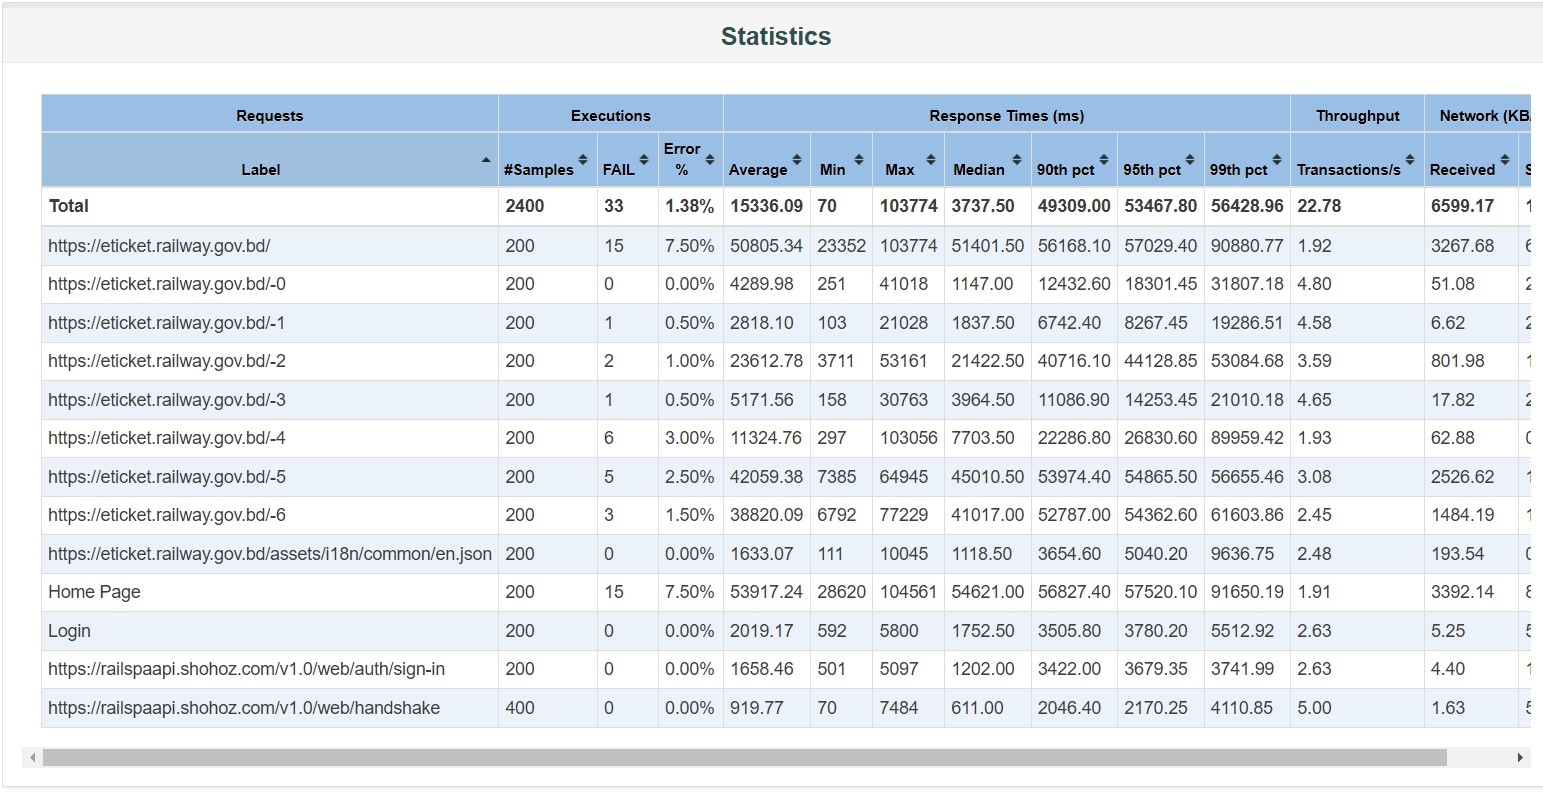 Statistics
Requests Executions Response Times (ms) Throughput Network (KB
Label #Samples FAIL Error % Average Min Max Median 90th pct 95th pct 99th pct Transactions/s Received S
Total 2400 33 1.38% 15336.09 70 103774 3737.50 49309.00 53467.80 56428.96 22.78 6599.17 1
https://eticket.railway.gov.bd/ 200 15 7.50% 50805.34 23352 103774 51401.50 56168.10 57029.40 90880.77 1.92 3267.68 6
https://eticket.railway.gov.bd/-0 200 0 0.00% 4289.98 251 41018 1147.00 12432.60 18301.45 31807.18 4.80 51.08 2
https://eticket.railway.gov.bd/-1 200 1 0.50% 2818.10 103 21028 1837.50 6742.40 8267.45 19286.51 4.58 6.62 2
https://eticket.railway.gov.bd/-2 200 2 1.00% 23612.78 3711 53161 21422.50 40716.10 44128.85 53084.68 3.59 801.98 1
https://eticket.railway.gov.bd/-3 200 1 0.50% 5171.56 158 30763 3964.50 11086.90 14253.45 21010.18 4.65 17.82 2
https://eticket.railway.gov.bd/-4 200 6 3.00% 11324.76 297 103056 7703.50 22286.80 26830.60 89959.42 1.93 62.88 0
https://eticket.railway.gov.bd/-5 200 5 2.50% 42059.38 7385 64945 45010.50 53974.40 54865.50 56655.46 3.08 2526.62 1
https://eticket.railway.gov.bd/-6 200 3 1.50% 38820.09 6792 77229 41017.00 52787.00 54362.60 61603.86 2.45 1484.19 1
https://eticket.railway.gov.bd/assets/i18n/common/en.json 200 0 0.00% 1633.07 111 10045 1118.50 3654.60 5040.20 9636.75 2.48 193.54 0
Home Page 200 15 7.50% 53917.24 28620 104561 54621.00 56827.40 57520.10 91650.19 1.91 3392.14 8
Login 200 0 0.00% 2019.17 592 5800 1752.50 3505.80 3780.20 5512.92 2.63 5.25 5
https://railspaapi.shohoz.com/v1.0/web/auth/sign-in 200 0 0.00% 1658.46 501 5097 1202.00 3422.00 3679.35 3741.99 2.63 4.40 1
https://railspaapi.shohoz.com/v1.0/web/handshake 400 0 0.00% 919.77 70 7484 611.00 2046.40 2170.25 4110.85 5.00 1.63 5